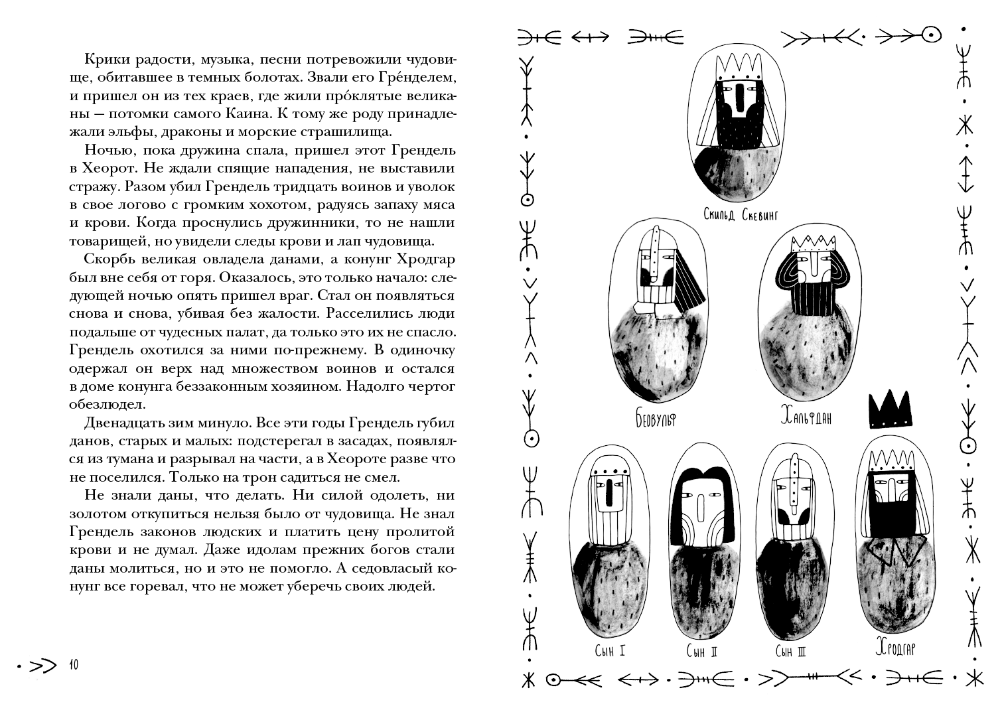 Крики радости, музыка, песни потревожили чудови-
ще, обитавшее в темных болотах. Звали его Гре́нделем,
и пришел он из тех краев, где жили про́клятые велика-
ны — потомки самого Каина. К тому же роду принадле-
жали эльфы, драконы и морские страшилища.
Ночью, пока дружина спала, пришел этот Грендель
в Хеорот. Не ждали спящие нападения, не выставили
стражу. Разом убил Грендель тридцать воинов и уволок
в свое логово с громким хохотом, радуясь запаху мяса
и крови. Когда проснулись дружинники, то не нашли
товарищей, но увидели следы крови и лап чудовища.
Скорбь великая овладела данами, а конунг Хродгар
был вне себя от горя. Оказалось, это только начало: сле-
дующей ночью опять пришел враг. Стал он появляться
снова и снова, убивая без жалости. Расселились люди
подальше от чудесных палат, да только это их не спасло.
Грендель охотился за ними по-прежнему. В одиночку
одержал он верх над множеством воинов и остался
в доме конунга беззаконным хозяином. Надолго чертог
обезлюдел.
Двенадцать зим минуло. Все эти годы Грендель губил
данов, старых и малых: подстерегал в засадах, появлял-
ся из тумана и разрывал на части, а в Хеороте разве что
не поселился. Только на трон садиться не смел.
Не знали даны, что делать. Ни силой одолеть, ни
золотом откупиться нельзя было от чудовища. Не знал
Грендель законов людских и платить цену пролитой
крови и не думал. Даже идолам прежних богов стали
даны молиться, но и это не помогло. А седовласый ко-
нунг все горевал, что не может уберечь своих людей.
10
Скильд Скевинг
Беовульф
Хальфдан
Сын I
Сын II
Сын III
Хродгар